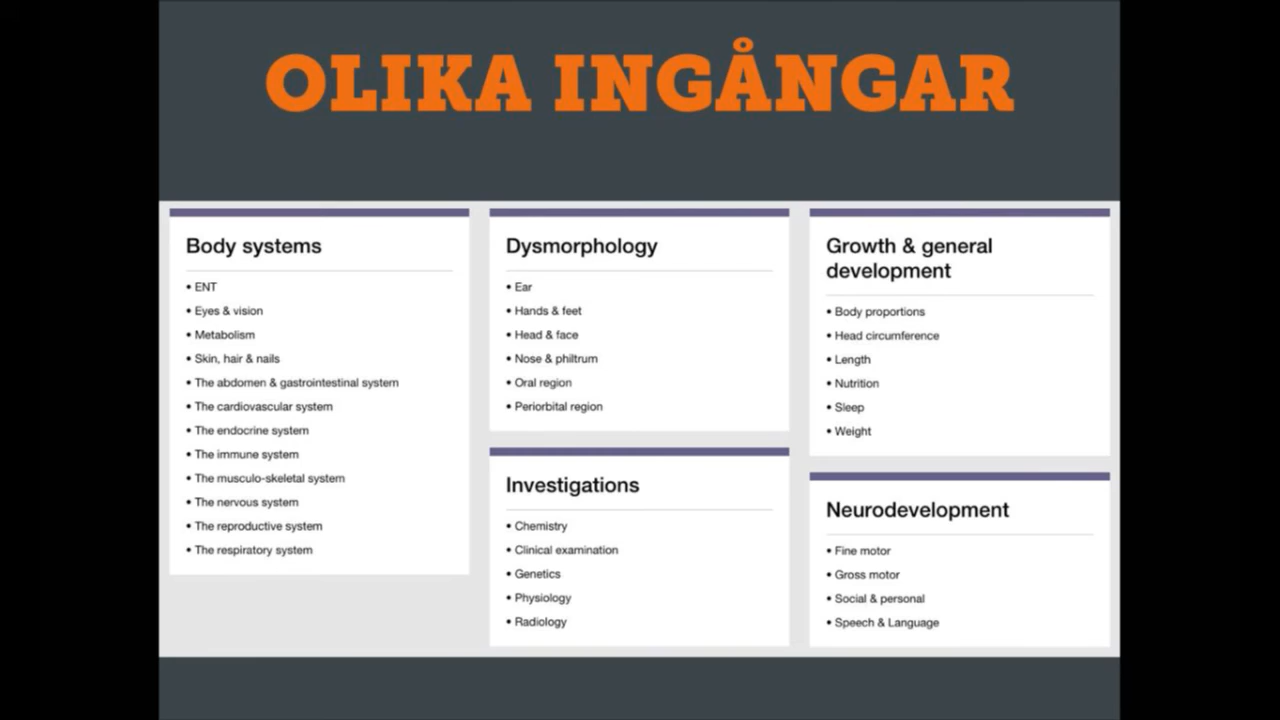 OLIKA INGÅNGAR
Body systems
• ENT
• Eyes & vision
• Metabolism
• Skin, hair & nails
• The abdomen & gastrointestinal system
• The cardiovascular system
• The endocrine system
• The immune system
• The musculo-skeletal system
• The nervous system
• The reproductive system
• The respiratory system
Dysmorphology
• Ear
• Hands & feet
• Head & face
• Nose & philtrum
• Oral region
• Periorbital region
Investigations
• Chemistry
• Clinical examination
• Genetics
• Physiology
• Radiology
Growth & general
development
• Body proportions
• Head circumference
• Length
• Nutrition
• Sleep
• Weight
Neurodevelopment
• Fine motor
• Gross motor
• Social & personal
• Speech & Language